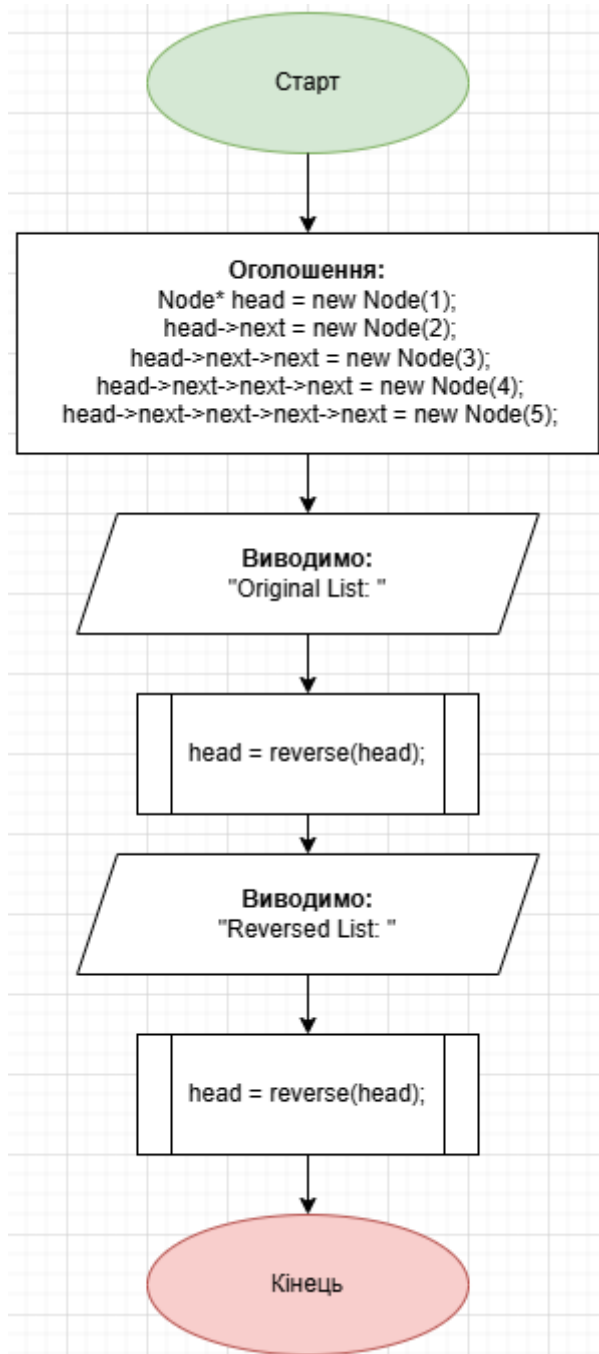 Старт
Оголошення:
Node* head = new Node(1);
head->next = new Node(2);
head->next->next = new Node(3);
head->next->next->next = new Node(4);
head->next->next->next->next = new Node(5);
Виводимо:
"Original List: "
head = reverse(head);
Виводимо:
"Reversed List: "
head = reverse(head);
Кінець